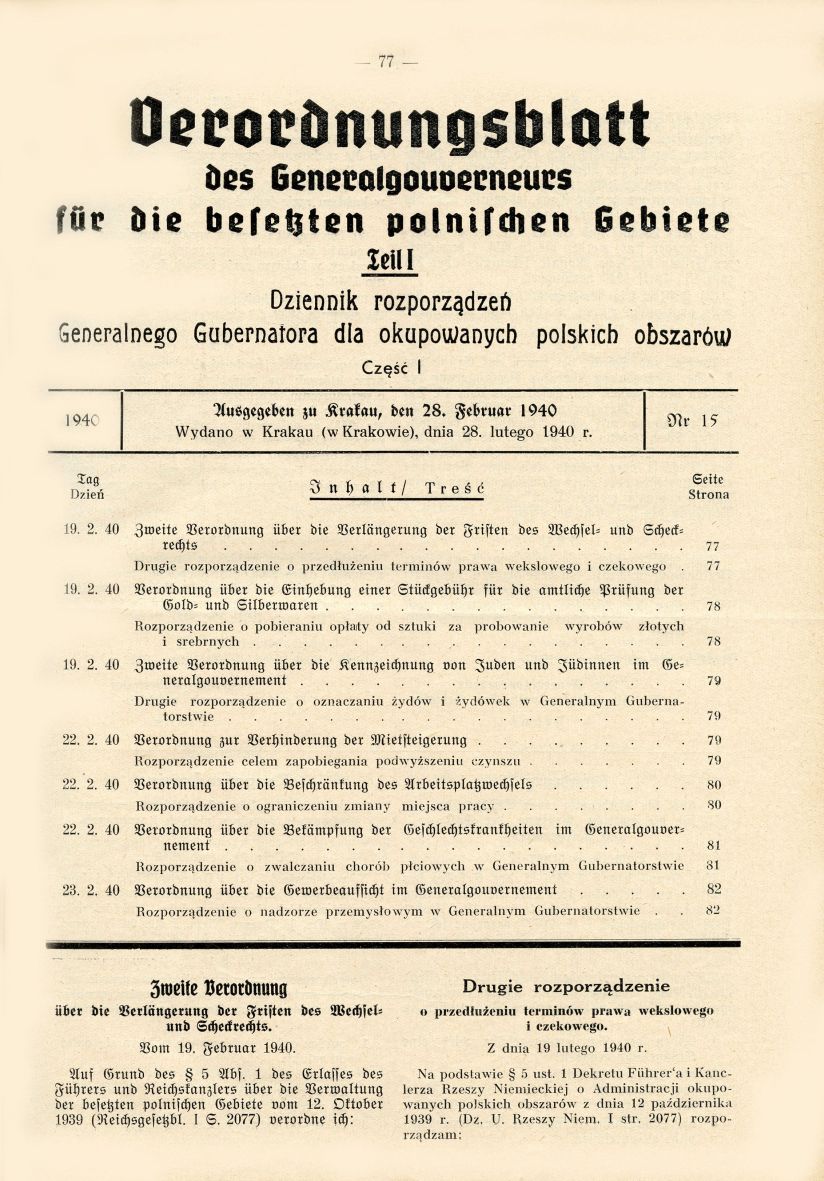 — 77 —
Verordnungsblatt
des Generalgouverneurs
für die besetzten polnischen Gebiete
Teil I
Dziennik rozporządzeń
Generalnego Gubernatora dla okupowanych polskich obszarów
Część I
1940
Ausgegeben zu Krakau, den 28. Februar 1940
Wydano w Krakau (w Krakowie), dnia 28. lutego 1940 r.
Nr 15
Tag
Dzień
Inhalt / Treść
Seite
Strona
19. 2. 40 Zweite Verordnung über die Verlängerung der Fristen des Wechsel- und Scheck-
rechts . . . . . . . . . . . . . . . . . . . 77
Drugie rozporządzenie o przedłużeniu terminów prawa wekslowego i czekowego . 77
19. 2. 40 Verordnung über die Einhebung einer Stückgebühr für die amtliche Prüfung der
Gold- und Silberwaren . . . . . . . . . . . . . . . 78
Rozporządzenie o pobieraniu opłaty od sztuki za probowanie wyrobów złotych
i srebrnych . . . . . . . . . . . . . . . . . . 78
19. 2. 40 Zweite Verordnung über die Kennzeichnung von Juden und Jüdinnen im Ge-
neralgouvernement . . . . . . . . . . . . . . . . 79
Drugie rozporządzenie o oznaczaniu żydów i żydówek w Generalnym Guberna-
torstwie . . . . . . . . . . . . . . . . . . . 79
22. 2. 40 Verordnung zur Verhinderung der Mietsteigerung . . . . . . . . 79
Rozporządzenie celem zapobiegania podwyższeniu czynszu . . . . . . 79
22. 2. 40 Verordnung über die Beschränkung des Arbeitsplatzwechsels . . . . . 80
Rozporządzenie o ograniczeniu zmiany miejsca pracy . . . . . . . 80
22. 2. 40 Verordnung über die Bekämpfung der Geschlechtskrankheiten im Generalgouver-
nement . . . . . . . . . . . . . . . . . . . 81
Rozporządzenie o zwalczaniu chorób płciowych w Generalnym Gubernatorstwie 81
23. 2. 40 Verordnung über die Gewerbeaufsicht im Generalgouvernement . . . . . 82
Rozporządzenie o nadzorze przemysłowym w Generalnym Gubernatorstwie . . 82
Zweite Verordnung
über die Verlängerung der Fristen des Wechsel-
und Scheckrechts.
Vom 19. Februar 1940.
Auf Grund des § 5 Abs. 1 des Erlasses des
Führers und Reichskanzlers über die Verwaltung
der besetzten polnischen Gebiete vom 12. Oktober
1939 (Reichsgesetzbl. I S. 2077) verordne ich:
Drugie rozporządzenie
o przedłużeniu terminów prawa wekslowego
i czekowego.
Z dnia 19 lutego 1940 r.
Na podstawie § 5 ust. 1 Dekretu Führer'a i Kanc-
lerza Rzeszy Niemieckiej o Administracji okupo-
wanych polskich obszarów z dnia 12 października
1939 r. (Dz. U. Rzeszy Niem. I str. 2077) rozpo-
rządzam: